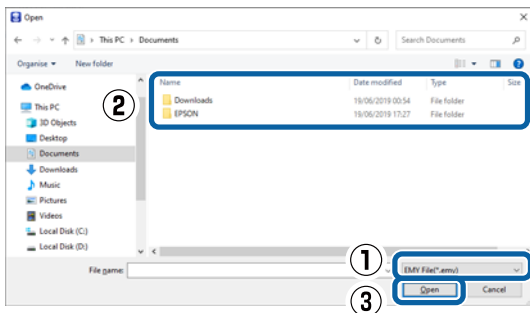 Open
This PC › Documents
Search Documents
Organise
New folder
OneDrive
This PC
3D Objects
Desktop
Documents
Downloads
Music
Pictures
Videos
Local Disk (C:)
Local Disk (D:)
②
Name Date modified Type Size
Downloads 19/06/2019 00:54 File folder
EPSON 19/06/2019 17:27 File folder
①
File name:
EMY File(*.emy)
③
Open Cancel